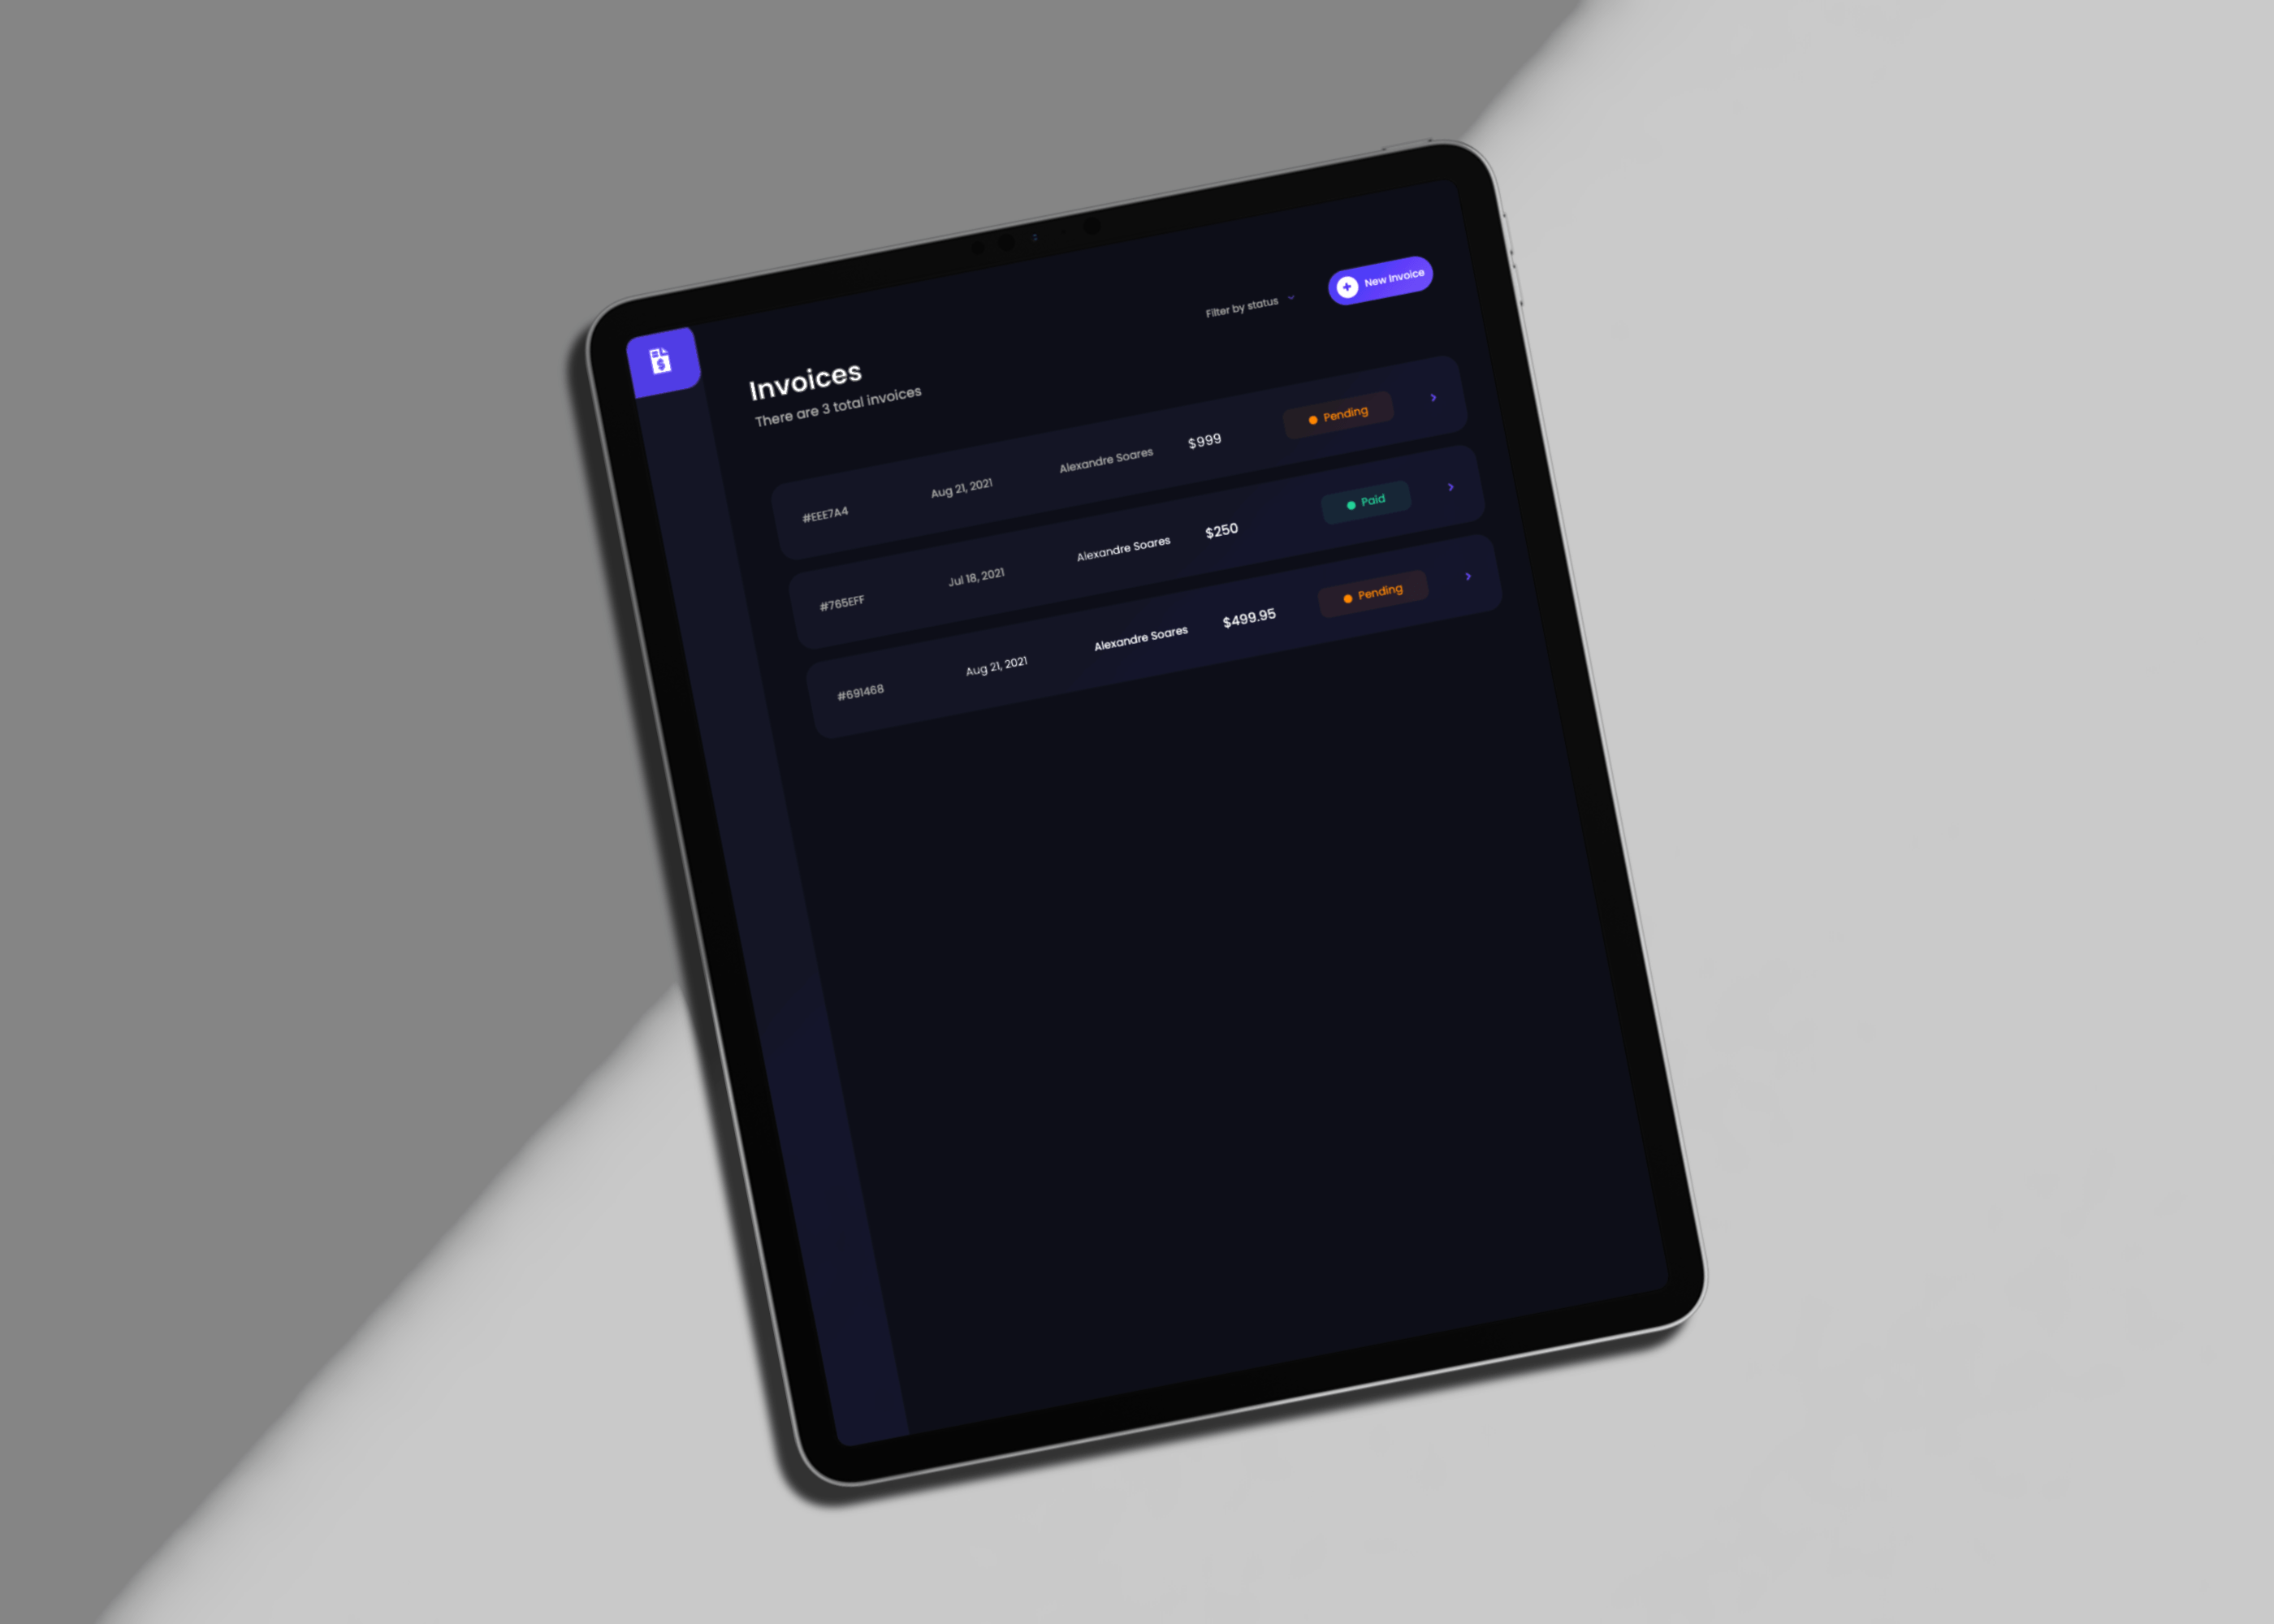 Filter by status
New Invoice
Invoices
There are 3 total invoices
#EEE7A4 Aug 21, 2021 Alexandre Soares $999 Pending
#765EFF Jul 18, 2021 Alexandre Soares $250 Paid
#691468 Aug 21, 2021 Alexandre Soares $499.95 Pending